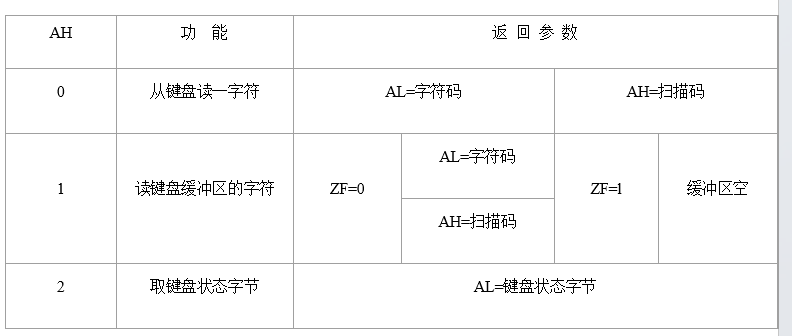 AH 功 能 返 回 参 数
0 从键盘读一字符 AL=字符码 AH=扫描码
AL=字符码
1 读键盘缓冲区的字符 ZF=0 ZF=l 缓冲区空
AH=扫描码
2 取键盘状态字节 AL=键盘状态字节